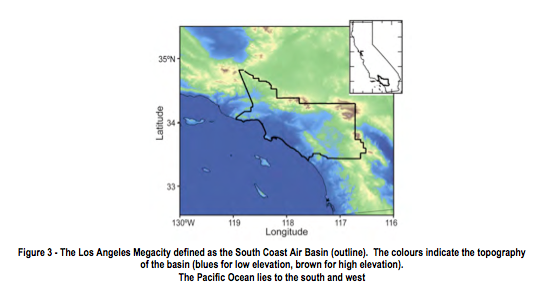 35ºN
34
33
Latitude
130ºW 119 118 117 116
Longitude
Figure 3 - The Los Angeles Megacity defined as the South Coast Air Basin (outline). The colours indicate the topography
of the basin (blues for low elevation, brown for high elevation).
The Pacific Ocean lies to the south and west